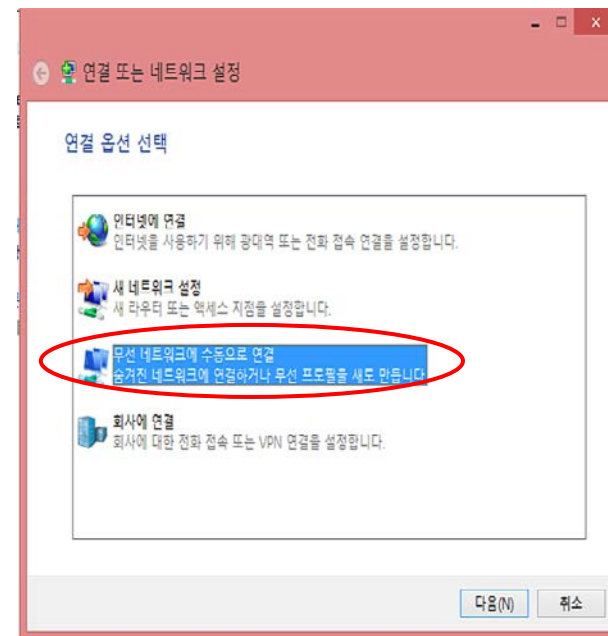 연결 또는 네트워크 설정
연결 옵션 선택
인터넷에 연결
인터넷을 사용하기 위해 광대역 또는 전화 접속 연결을 설정합니다.
새 네트워크 설정
새 라우터 또는 액세스 지점을 설정합니다.
무선 네트워크에 수동으로 연결
숨겨진 네트워크에 연결하거나 무선 프로필을 새로 만듭니다.
회사에 연결
회사에 대한 전화 접속 또는 VPN 연결을 설정합니다.
다음(N)
취소